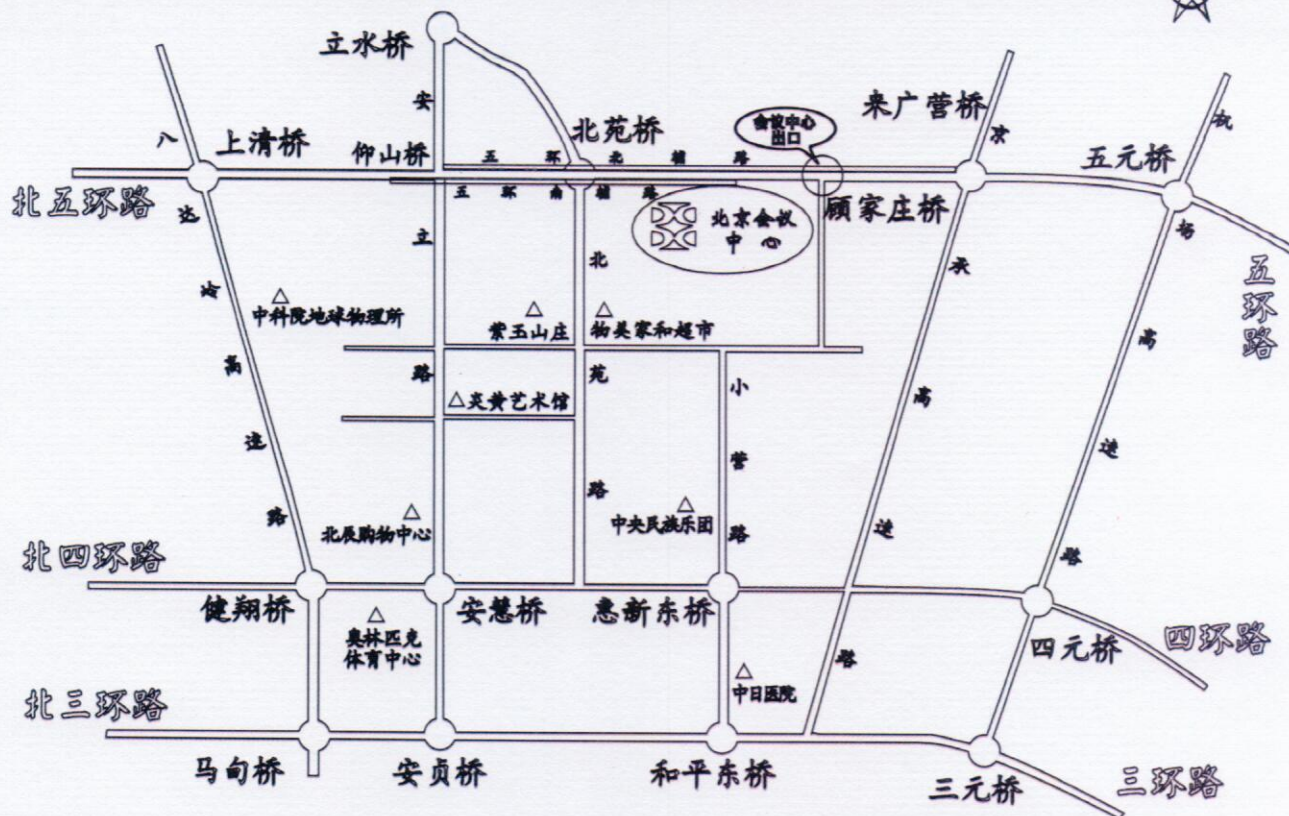 立水桥
来广营桥
会议中心
出口
北苑桥
上清桥
仰山桥
五元桥
五环北辅路
五环南辅路
北五环路
顾家庄桥
北京会议
中心
五环路
八达岭高速路
安立路
北苑路
小营路
京承高速路
机场高速路
中科院地球物理所
紫玉山庄
物美家和超市
炎黄艺术馆
北辰购物中心
中央民族乐团
北四环路
健翔桥
安慧桥
惠新东桥
四元桥
四环路
奥林匹克
体育中心
中日医院
北三环路
马甸桥
安贞桥
和平东桥
三元桥
三环路